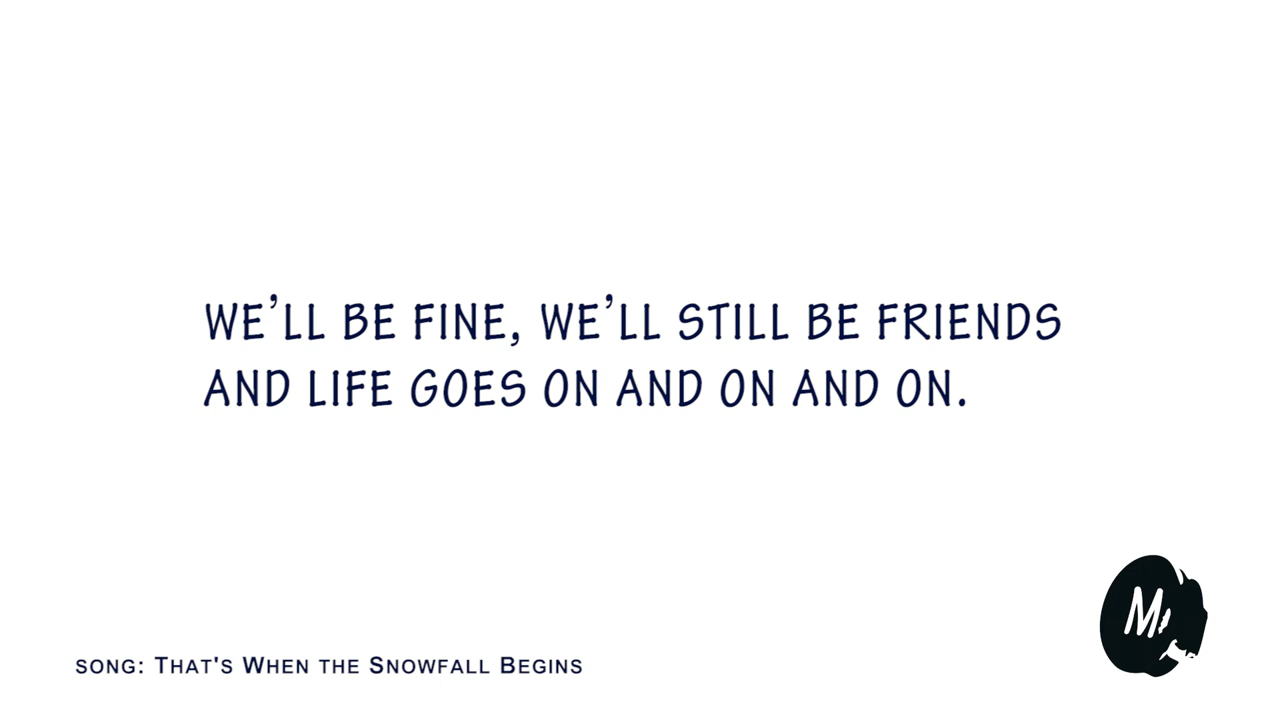 WE'LL BE FINE, WE'LL STILL BE FRIENDS
AND LIFE GOES ON AND ON AND ON.
SONG: THAT'S WHEN THE SNOWFALL BEGINS
M